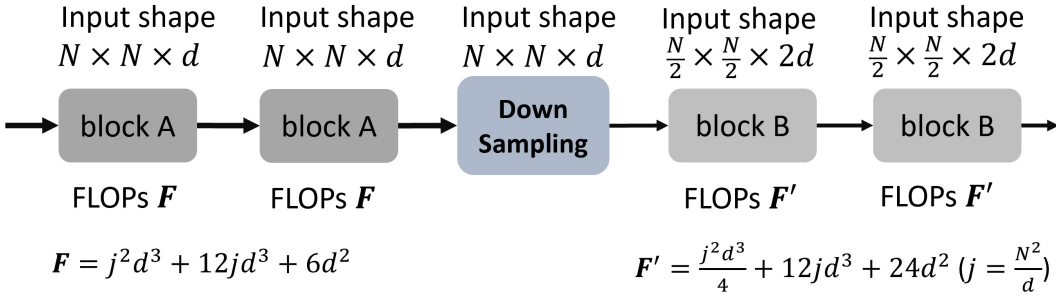 Input shape Input shape Input shape Input shape Input shape
N × N × d N × N × d N × N × d N/2 × N/2 × 2d N/2 × N/2 × 2d
block A block A Down Sampling block B block B
FLOPs F FLOPs F FLOPs F′ FLOPs F′
F = j²d³ + 12jd³ + 6d² F′ = j²d³/4 + 12jd³ + 24d² (j = N²/d)